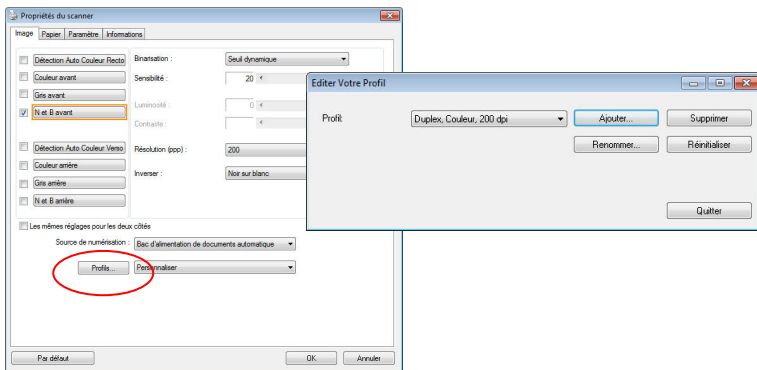 Propriétés du scanner
Image Papier Paramètre Informations
Détection Auto Couleur Recto
Couleur avant
Gris avant
N et B avant
Détection Auto Couleur Verso
Couleur arrière
Gris arrière
N et B arrière
Binarisation : Seuil dynamique
Sensibilité : 20
Luminosité : 0
Contraste :
Résolution (ppp) : 200
Inverser : Noir sur blanc
Les mêmes réglages pour les deux côtés
Source de numérisation : Bac d'alimentation de documents automatique
Profils... Personnaliser
Par défaut OK Annuler
Editer Votre Profil
Profil: Duplex, Couleur, 200 dpi Ajouter... Supprimer
Renommer... Réinitialiser
Quitter